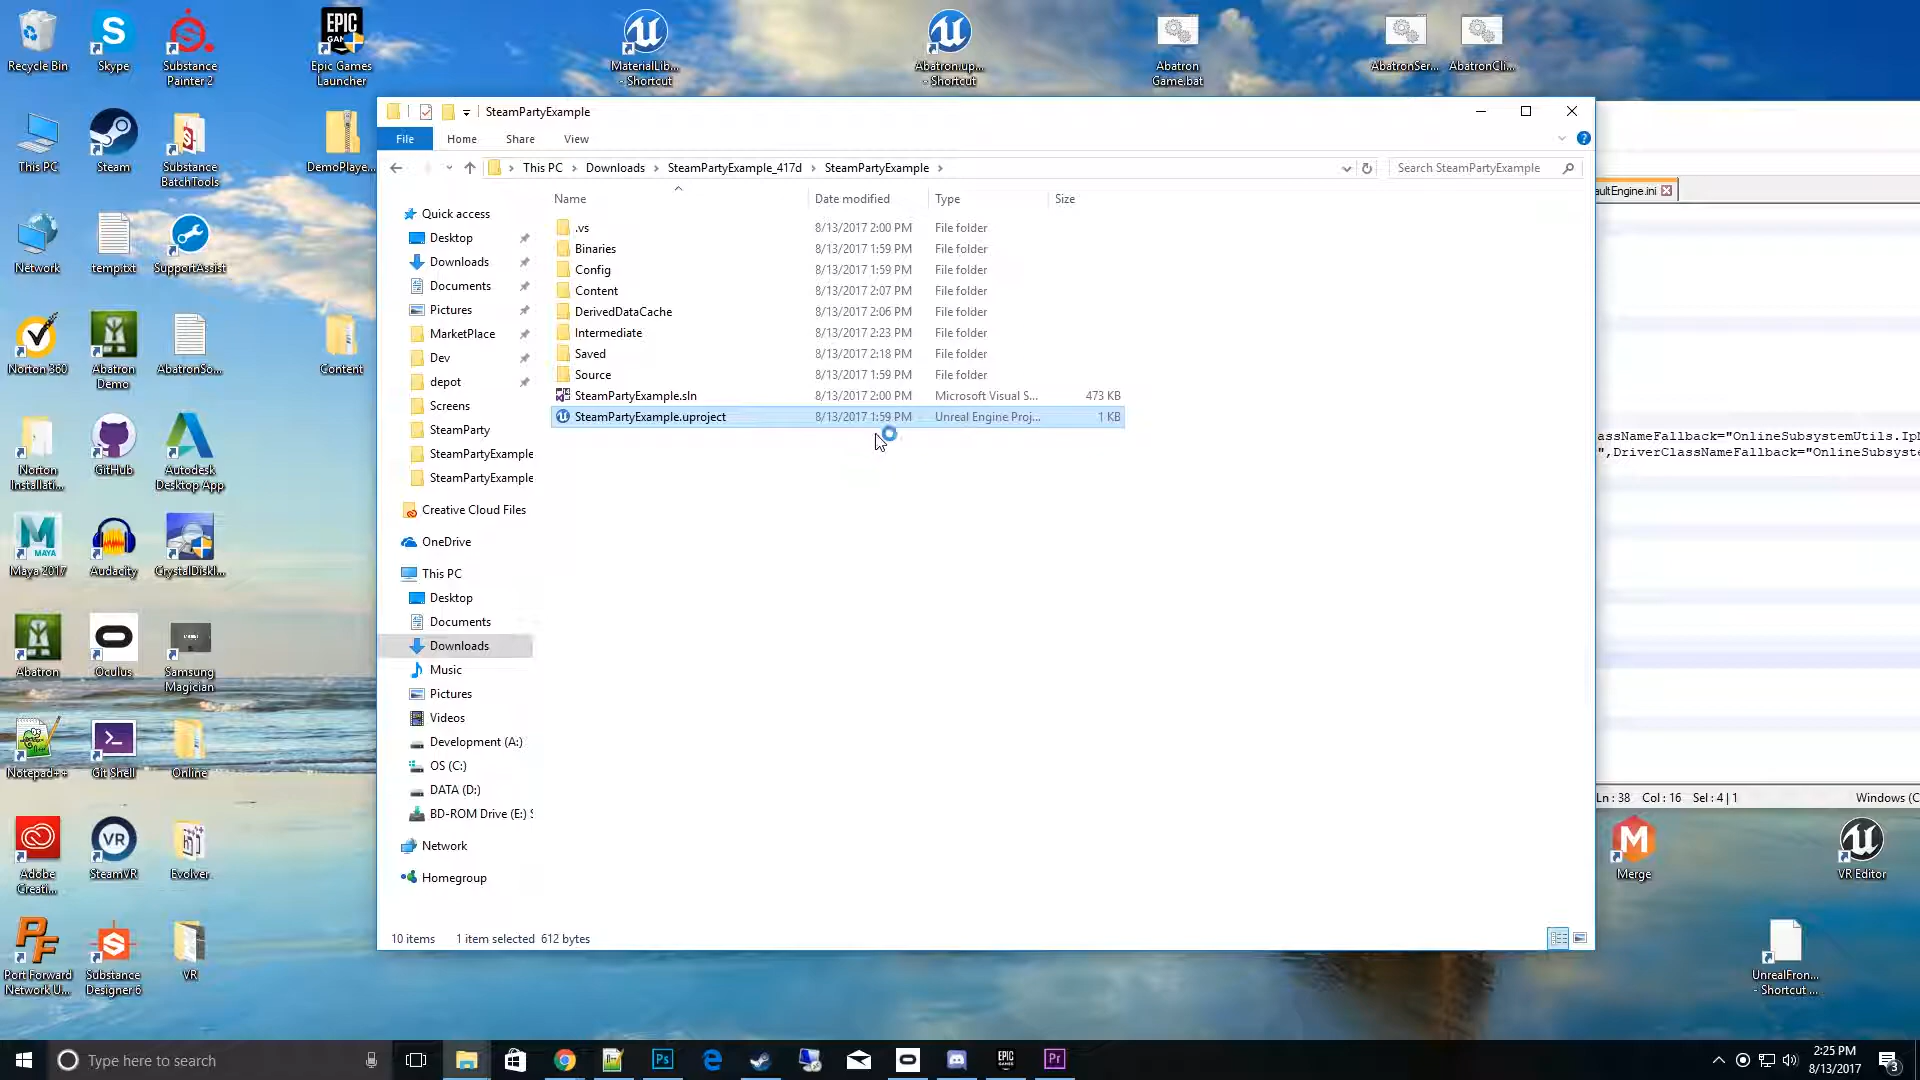 Recycle Bin
Skype
Substance
Painter 2
Epic Games
Launcher
MaterialLib...
- Shortcut
Abatron.up...
- Shortcut
Abatron
Game.bat
AbatronSer...
AbatronCli...
This PC
Steam
Substance
BatchTools
DemoPlaye...
Network
temp.txt
SupportAssist
Norton 360
Abatron
Demo
AbatronSo...
Content
Norton
Installati...
GitHub
Autodesk
Desktop App
Maya 2017
Audacity
CrystalDiskI...
Abatron
Oculus
Samsung
Magician
Notepad++
Git Shell
Online
Adobe
Creati...
SteamVR
Evolver
Port Forward
Network U...
Substance
Designer 6
VR
SteamPartyExample
File
Home
Share
View
This PC
Downloads
SteamPartyExample_417d
SteamPartyExample
Search SteamPartyExample
Name
Date modified
Type
Size
Quick access
Desktop
Downloads
Documents
Pictures
MarketPlace
Dev
depot
Screens
SteamParty
SteamPartyExample
SteamPartyExample
Creative Cloud Files
OneDrive
This PC
Desktop
Documents
Downloads
Music
Pictures
Videos
Development (A:)
OS (C:)
DATA (D:)
BD-ROM Drive (E:) S
Network
Homegroup
.vs 8/13/2017 2:00 PM File folder
Binaries 8/13/2017 1:59 PM File folder
Config 8/13/2017 1:59 PM File folder
Content 8/13/2017 2:07 PM File folder
DerivedDataCache 8/13/2017 2:06 PM File folder
Intermediate 8/13/2017 2:23 PM File folder
Saved 8/13/2017 2:18 PM File folder
Source 8/13/2017 1:59 PM File folder
SteamPartyExample.sln 8/13/2017 2:00 PM Microsoft Visual S... 473 KB
SteamPartyExample.uproject 8/13/2017 1:59 PM Unreal Engine Proj... 1 KB
10 items 1 item selected 612 bytes
aultEngine.ini
assNameFallback="OnlineSubsystemUtils.IpN
",DriverClassNameFallback="OnlineSubsyste
Ln : 38 Col : 16 Sel : 4 | 1 Windows (C
Merge
VR Editor
UnrealFron...
- Shortcut ...
Type here to search
2:25 PM
8/13/2017
3